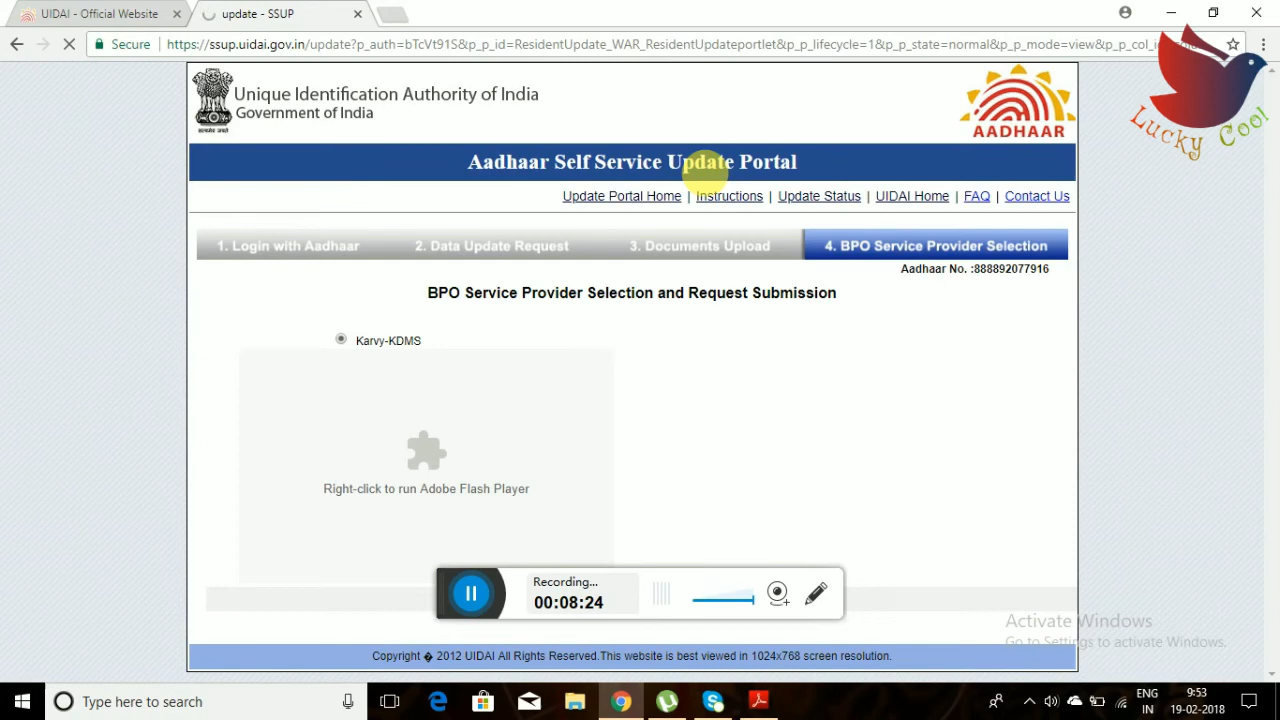 UIDAI - Official Website
update - SSUP
Secure
https://ssup.uidai.gov.in/update?p_auth=bTcVt91S&p_p_id=ResidentUpdate_WAR_ResidentUpdateportlet&p_p_lifecycle=1&p_p_state=normal&p_p_mode=view&p_p_col_i
Lucky Cool
Unique Identification Authority of India
Government of India
सत्यमेव जयते
AADHAAR
Aadhaar Self Service Update Portal
Update Portal Home | Instructions | Update Status | UIDAI Home | FAQ | Contact Us
1. Login with Aadhaar 2. Data Update Request 3. Documents Upload 4. BPO Service Provider Selection
Aadhaar No. :888892077916
BPO Service Provider Selection and Request Submission
Karvy-KDMS
Right-click to run Adobe Flash Player
Recording...
00:08:24
Activate Windows
Go to Settings to activate Windows.
Copyright � 2012 UIDAI All Rights Reserved.This website is best viewed in 1024x768 screen resolution.
Type here to search
ENG
IN
9:53
19-02-2018